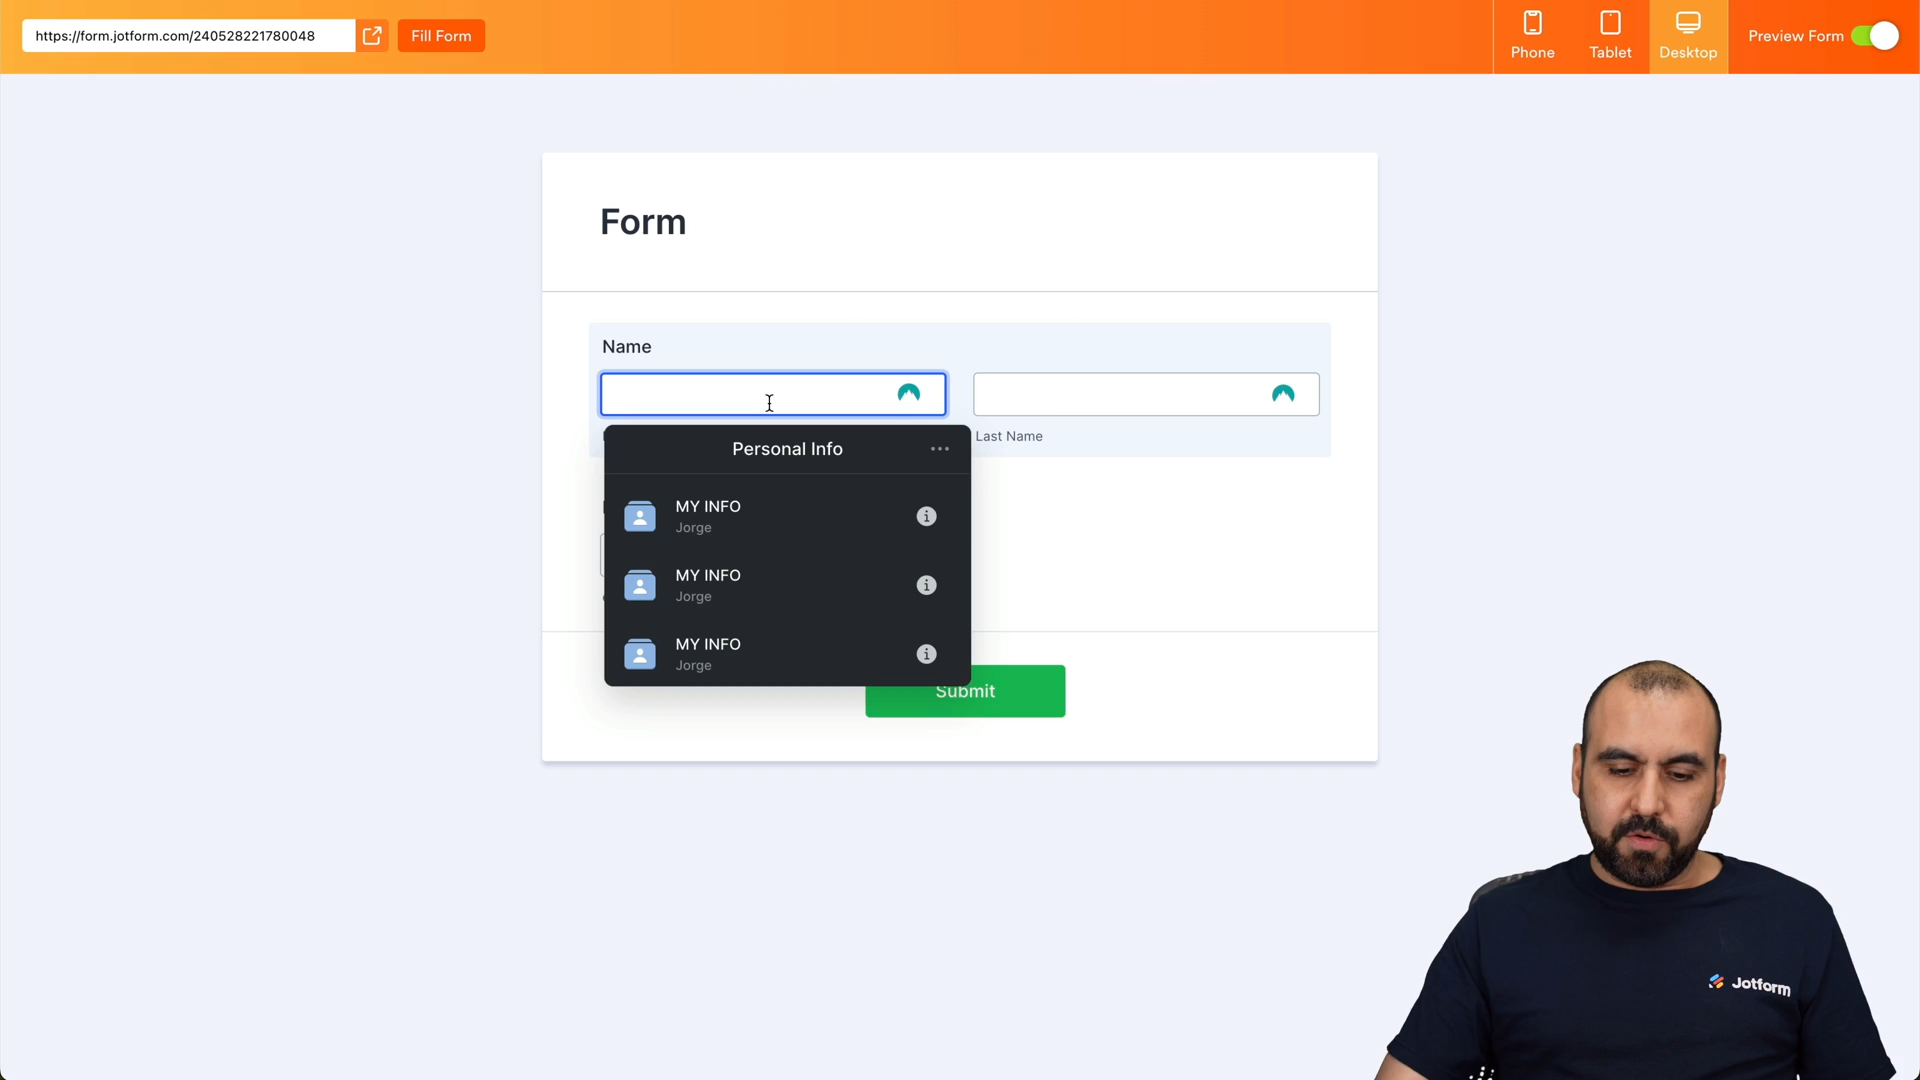 https://form.jotform.com/240528221780048
Fill Form
Phone
Tablet
Desktop
Preview Form
Form
Name
Last Name
Personal Info
MY INFO
Jorge
MY INFO
Jorge
MY INFO
Jorge
Submit
Jotform